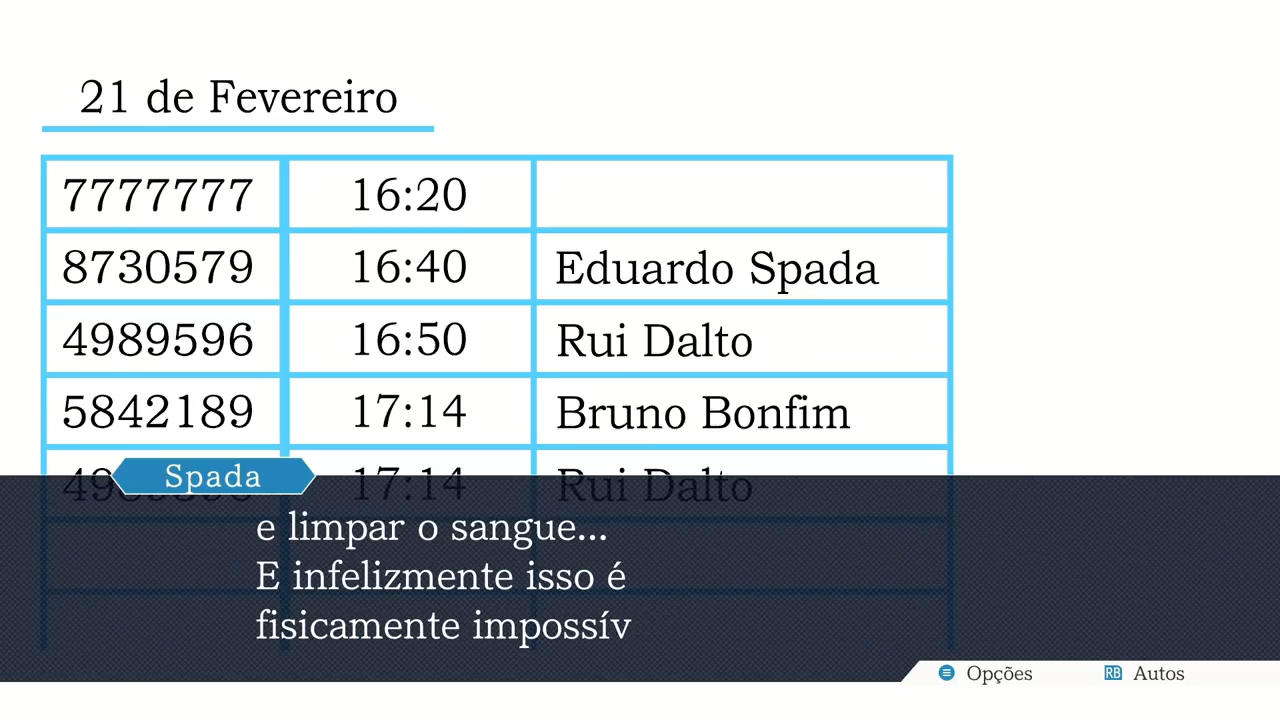 21 de Fevereiro
7777777 16:20
8730579 16:40 Eduardo Spada
4989596 16:50 Rui Dalto
5842189 17:14 Bruno Bonfim
4989596 17:14 Rui Dalto
Spada
e limpar o sangue...
E infelizmente isso é
fisicamente impossív
Opções RB Autos